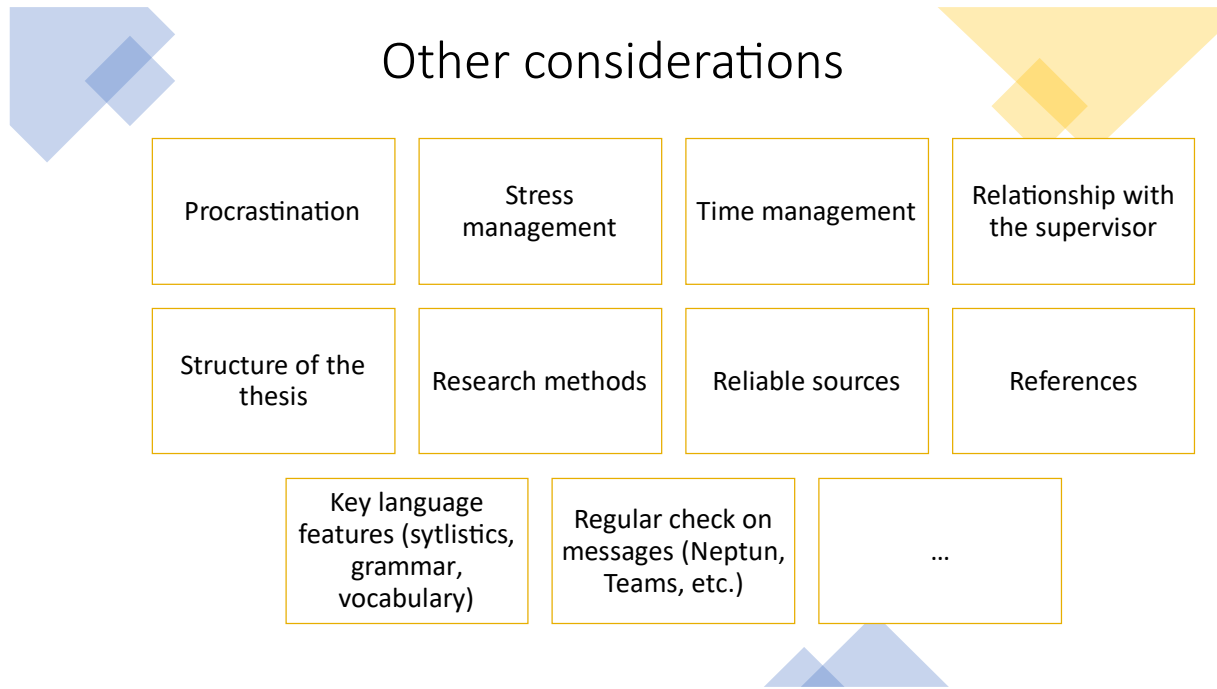 Other considerations
Procrastination
Stress
management
Time management
Relationship with
the supervisor
Structure of the
thesis
Research methods
Reliable sources
References
Key language
features (sytlistics,
grammar,
vocabulary)
Regular check on
messages (Neptun,
Teams, etc.)
...